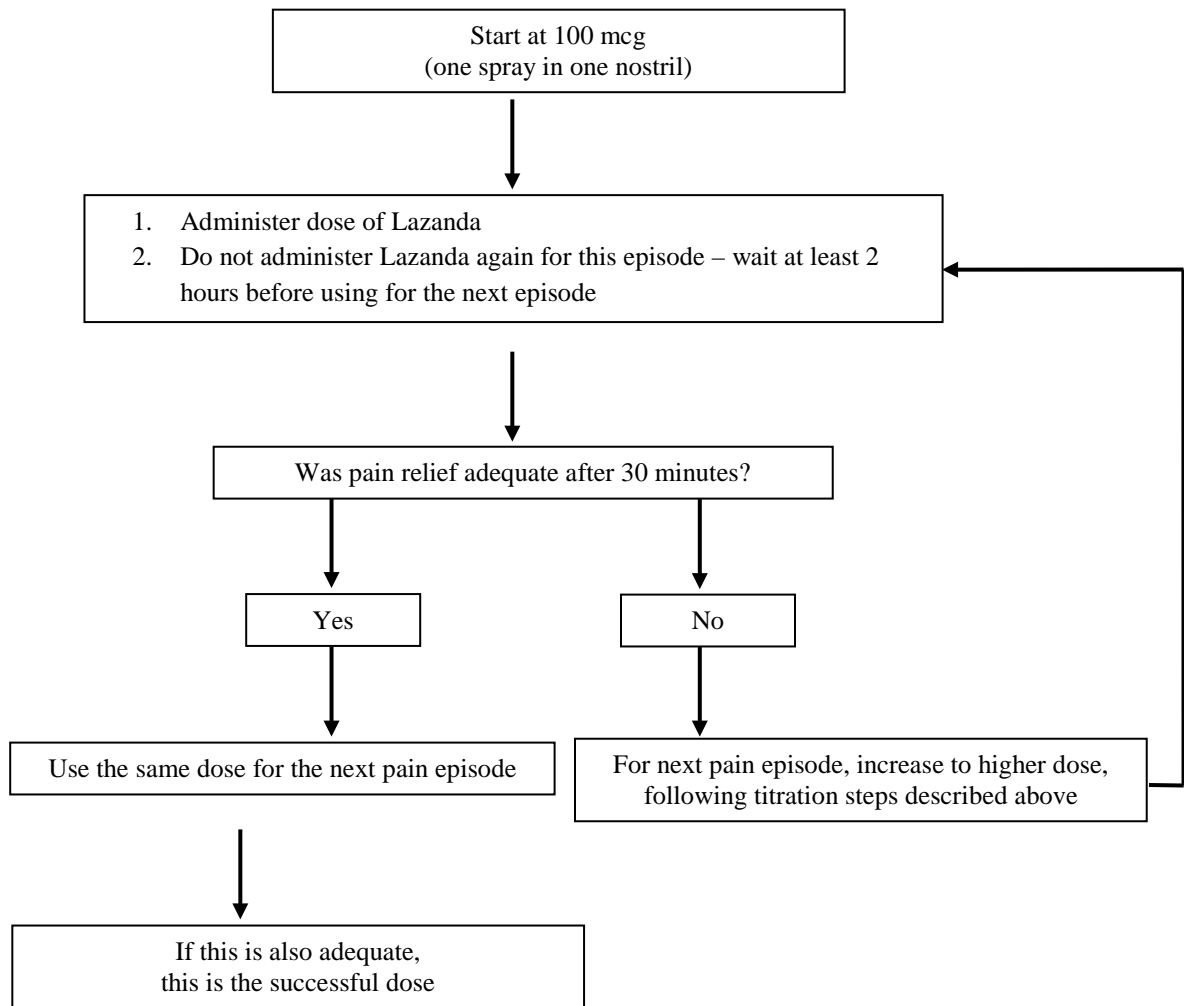 Start at 100 mcg
(one spray in one nostril)
1. Administer dose of Lazanda
2. Do not administer Lazanda again for this episode – wait at least 2
hours before using for the next episode
Was pain relief adequate after 30 minutes?
Yes
No
Use the same dose for the next pain episode
For next pain episode, increase to higher dose,
following titration steps described above
If this is also adequate,
this is the successful dose